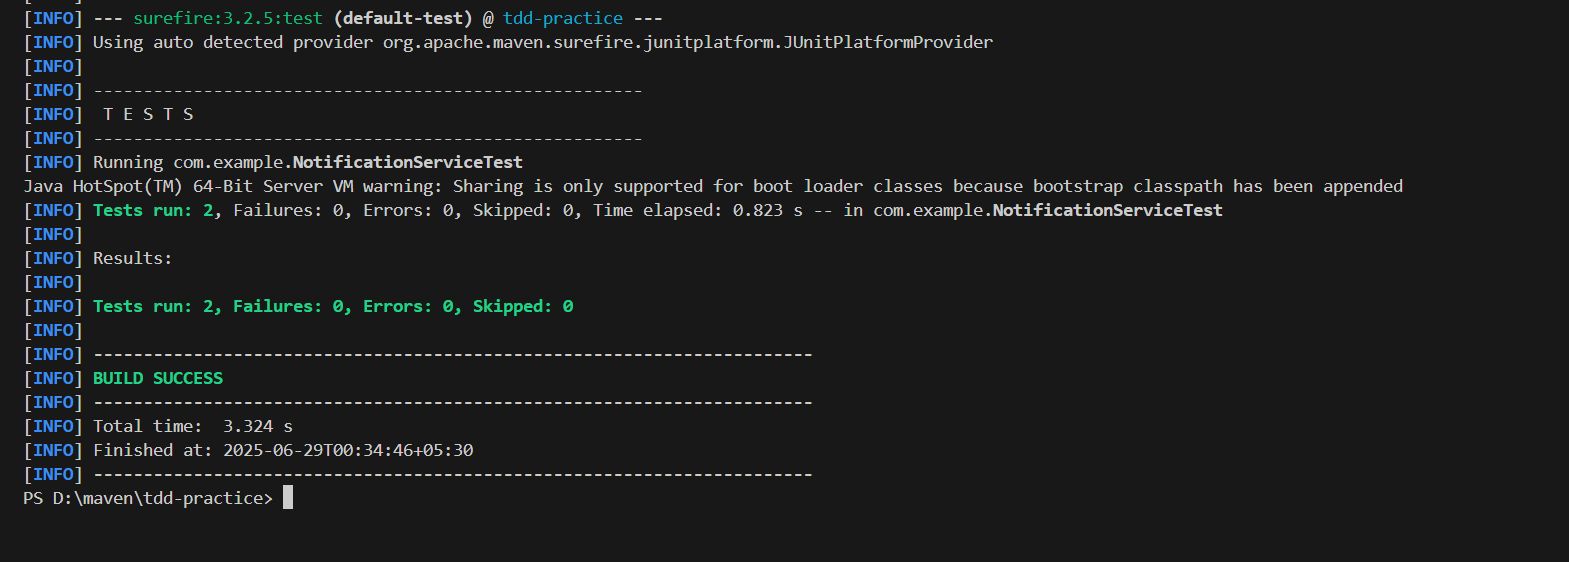 [INFO] --- surefire:3.2.5:test (default-test) @ tdd-practice ---
[INFO] Using auto detected provider org.apache.maven.surefire.junitplatform.JUnitPlatformProvider
[INFO]
[INFO] -------------------------------------------------------
[INFO]  T E S T S
[INFO] -------------------------------------------------------
[INFO] Running com.example.NotificationServiceTest
Java HotSpot(TM) 64-Bit Server VM warning: Sharing is only supported for boot loader classes because bootstrap classpath has been appended
[INFO] Tests run: 2, Failures: 0, Errors: 0, Skipped: 0, Time elapsed: 0.823 s -- in com.example.NotificationServiceTest
[INFO]
[INFO] Results:
[INFO]
[INFO] Tests run: 2, Failures: 0, Errors: 0, Skipped: 0
[INFO]
[INFO] ------------------------------------------------------------------------
[INFO] BUILD SUCCESS
[INFO] ------------------------------------------------------------------------
[INFO] Total time:  3.324 s
[INFO] Finished at: 2025-06-29T00:34:46+05:30
[INFO] ------------------------------------------------------------------------
PS D:\maven\tdd-practice>